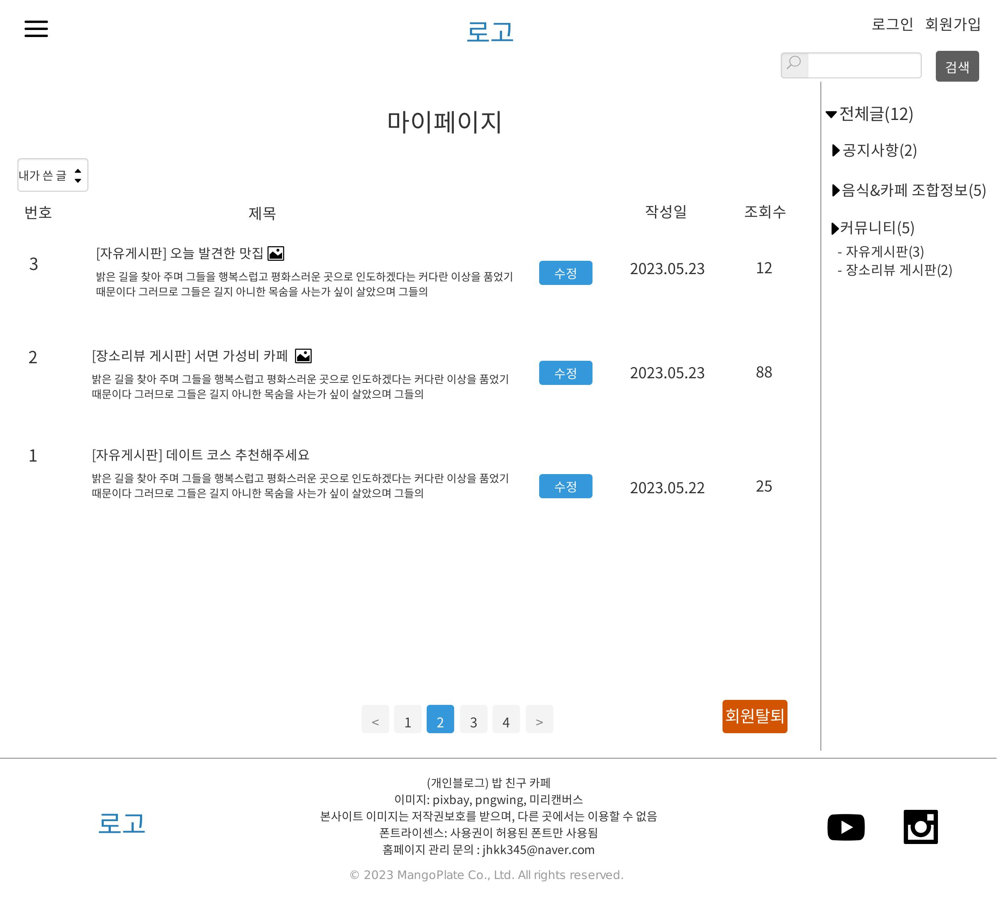 로고
로그인 회원가입
검색
마이페이지
전체글(12)
공지사항(2)
음식&카페 조합정보(5)
커뮤니티(5)
- 자유게시판(3)
- 장소리뷰 게시판(2)
내가 쓴 글
번호 제목 작성일 조회수
3
[자유게시판] 오늘 발견한 맛집
밝은 길을 찾아 주며 그들을 행복스럽고 평화스러운 곳으로 인도하겠다는 커다란 이상을 품었기
때문이다 그러므로 그들은 길지 아니한 목숨을 사는가 싶이 살았으며 그들의
수정 2023.05.23 12
2
[장소리뷰 게시판] 서면 가성비 카페
밝은 길을 찾아 주며 그들을 행복스럽고 평화스러운 곳으로 인도하겠다는 커다란 이상을 품었기
때문이다 그러므로 그들은 길지 아니한 목숨을 사는가 싶이 살았으며 그들의
수정 2023.05.23 88
1
[자유게시판] 데이트 코스 추천해주세요
밝은 길을 찾아 주며 그들을 행복스럽고 평화스러운 곳으로 인도하겠다는 커다란 이상을 품었기
때문이다 그러므로 그들은 길지 아니한 목숨을 사는가 싶이 살았으며 그들의
수정 2023.05.22 25
< 1 2 3 4 >
회원탈퇴
로고
(개인블로그) 밥 친구 카페
이미지: pixbay, pngwing, 미리캔버스
본사이트 이미지는 저작권보호를 받으며, 다른 곳에서는 이용할 수 없음
폰트라이센스: 사용권이 허용된 폰트만 사용됨
홈페이지 관리 문의 : jhkk345@naver.com
© 2023 MangoPlate Co., Ltd. All rights reserved.